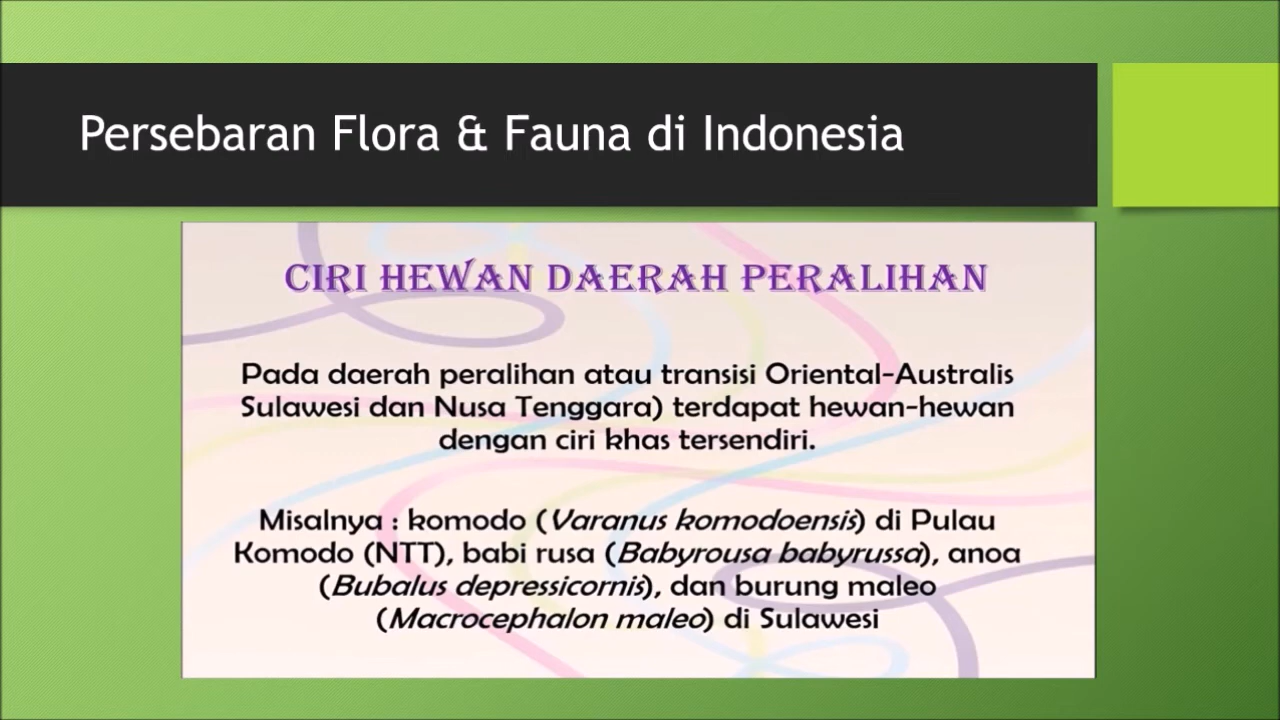 Persebaran Flora & Fauna di Indonesia
CIRI HEWAN DAERAH PERALIHAN
Pada daerah peralihan atau transisi Oriental-Australis
Sulawesi dan Nusa Tenggara) terdapat hewan-hewan
dengan ciri khas tersendiri.
Misalnya : komodo (Varanus komodoensis) di Pulau
Komodo (NTT), babi rusa (Babyrousa babyrussa), anoa
(Bubalus depressicornis), dan burung maleo
(Macrocephalon maleo) di Sulawesi